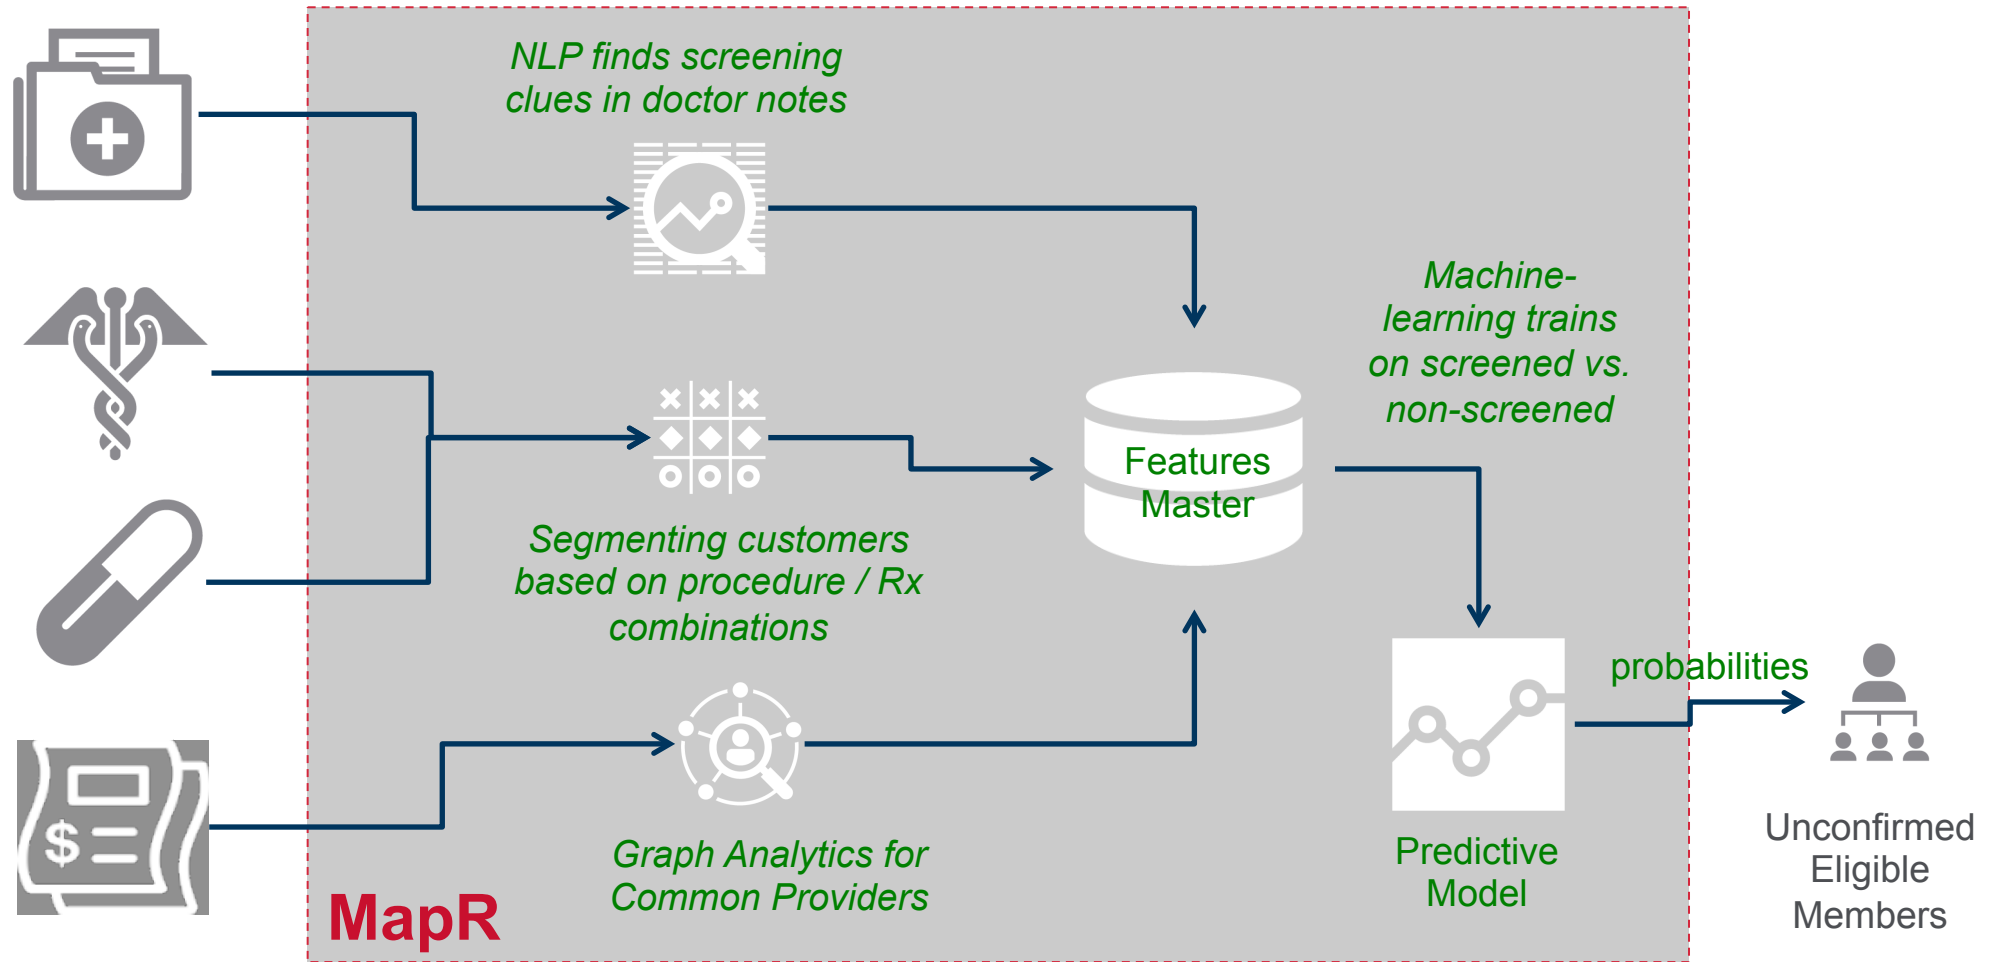 NLP finds screening
clues in doctor notes
Machine-
learning trains
on screened vs.
non-screened
Features
Master
Segmenting customers
based on procedure / Rx
combinations
probabilities
$
Graph Analytics for
Common Providers
Predictive
Model
Unconfirmed
Eligible
Members
MapR